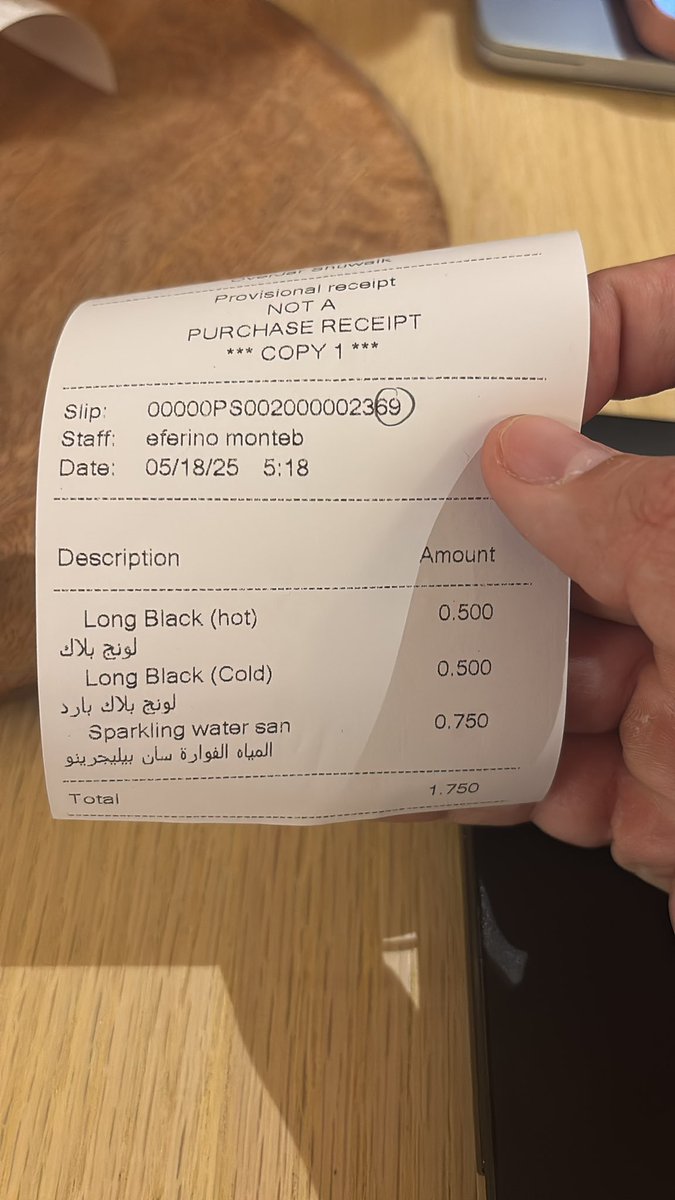 Provisional receipt
NOT A
PURCHASE RECEIPT
*** COPY 1 ***
Slip: 00000PS002000002369
Staff: eferino monteb
Date: 05/18/25 5:18
Description Amount
Long Black (hot) 0.500
لونج بلاك
Long Black (Cold) 0.500
لونج بلاك بارد
Sparkling water san 0.750
المياه الفوارة سان بيليجرينو
Total 1.750